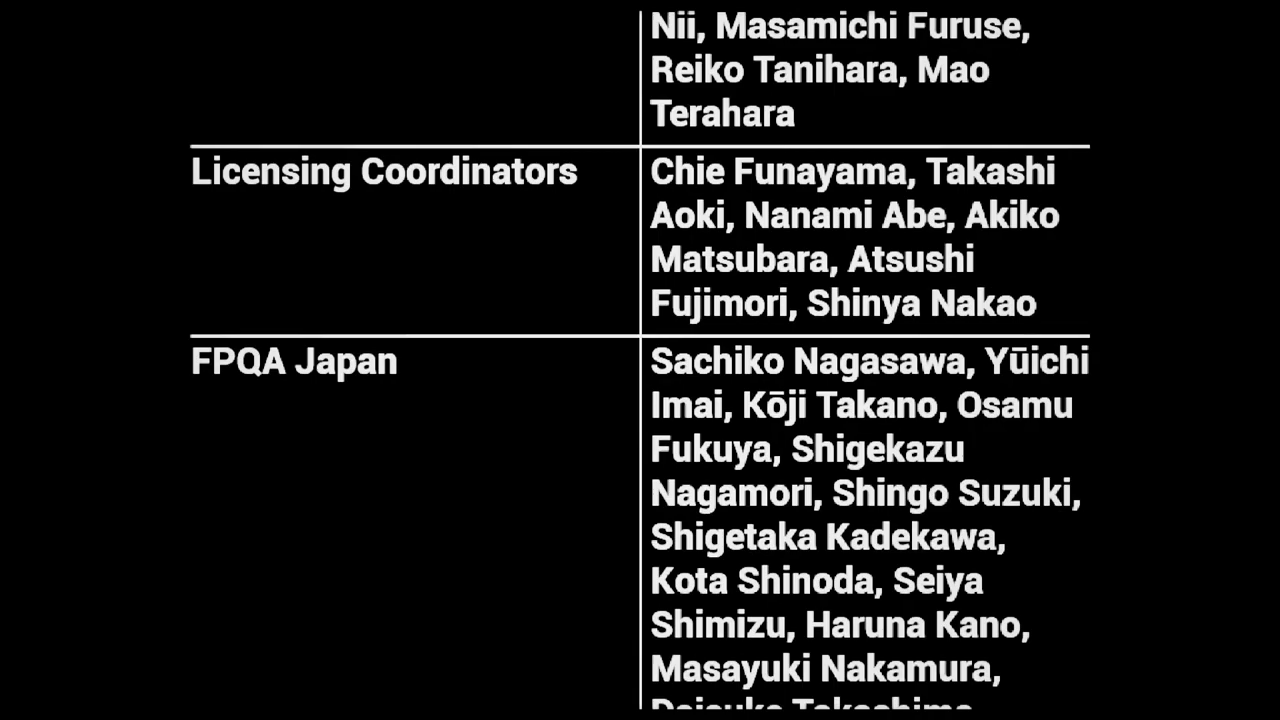 Nii, Masamichi Furuse,
Reiko Tanihara, Mao
Terahara
Licensing Coordinators
Chie Funayama, Takashi
Aoki, Nanami Abe, Akiko
Matsubara, Atsushi
Fujimori, Shinya Nakao
FPQA Japan
Sachiko Nagasawa, Yūichi
Imai, Kōji Takano, Osamu
Fukuya, Shigekazu
Nagamori, Shingo Suzuki,
Shigetaka Kadekawa,
Kota Shinoda, Seiya
Shimizu, Haruna Kano,
Masayuki Nakamura,